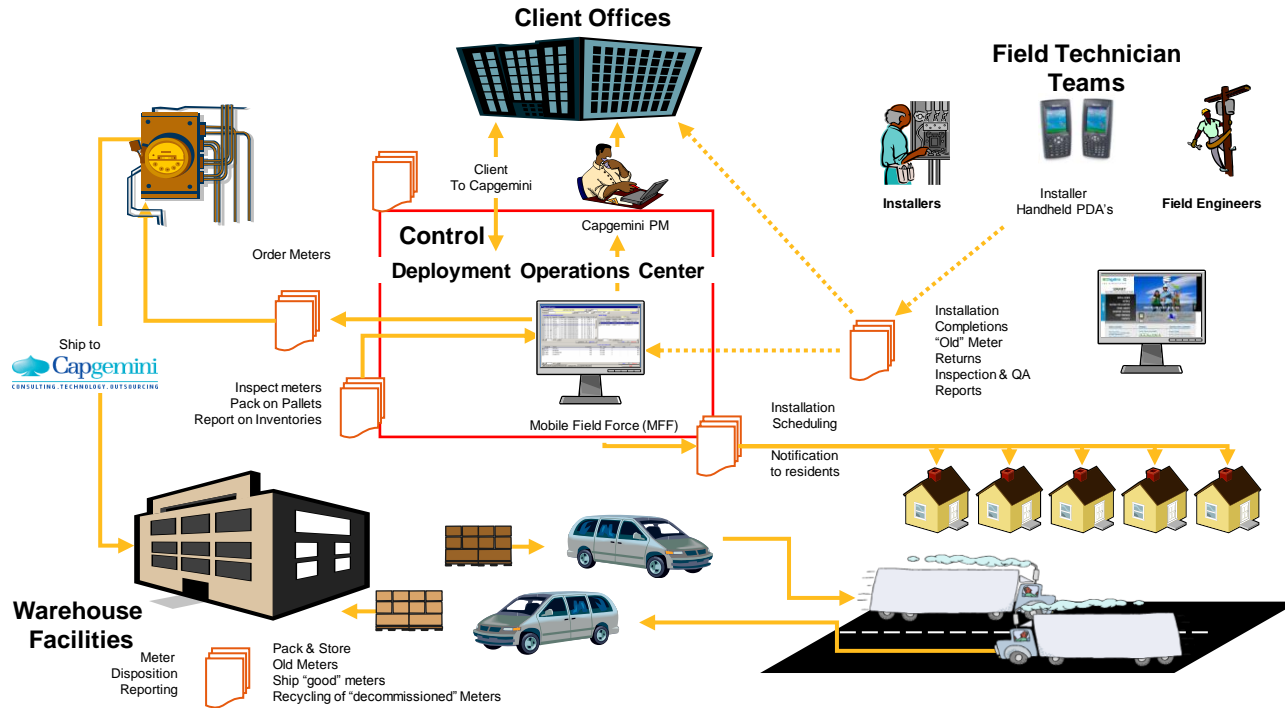 Client Offices
Field Technician
Teams
Client
To Capgemini
Capgemini PM
Installers
Installer
Handheld PDA's
Field Engineers
Control
Deployment Operations Center
Order Meters
Ship to
Capgemini
CONSULTING.TECHNOLOGY.OUTSOURCING
Installation
Completions
“Old” Meter
Returns
Inspection & QA
Reports
Inspect meters
Pack on Pallets
Report on Inventories
Mobile Field Force (MFF)
Installation
Scheduling
Notification
to residents
Warehouse
Facilities
Meter
Disposition
Reporting
Pack & Store
Old Meters
Ship “good” meters
Recycling of “decommissioned” Meters